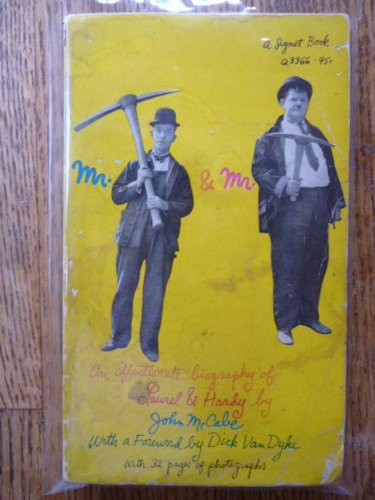 a Signet Book
Q3366 • 95c
Mr. & Mr.
An affectionate biography of
Laurel & Hardy by
John McCabe
With a Foreword by Dick Van Dyke
With 32 pages of photographs